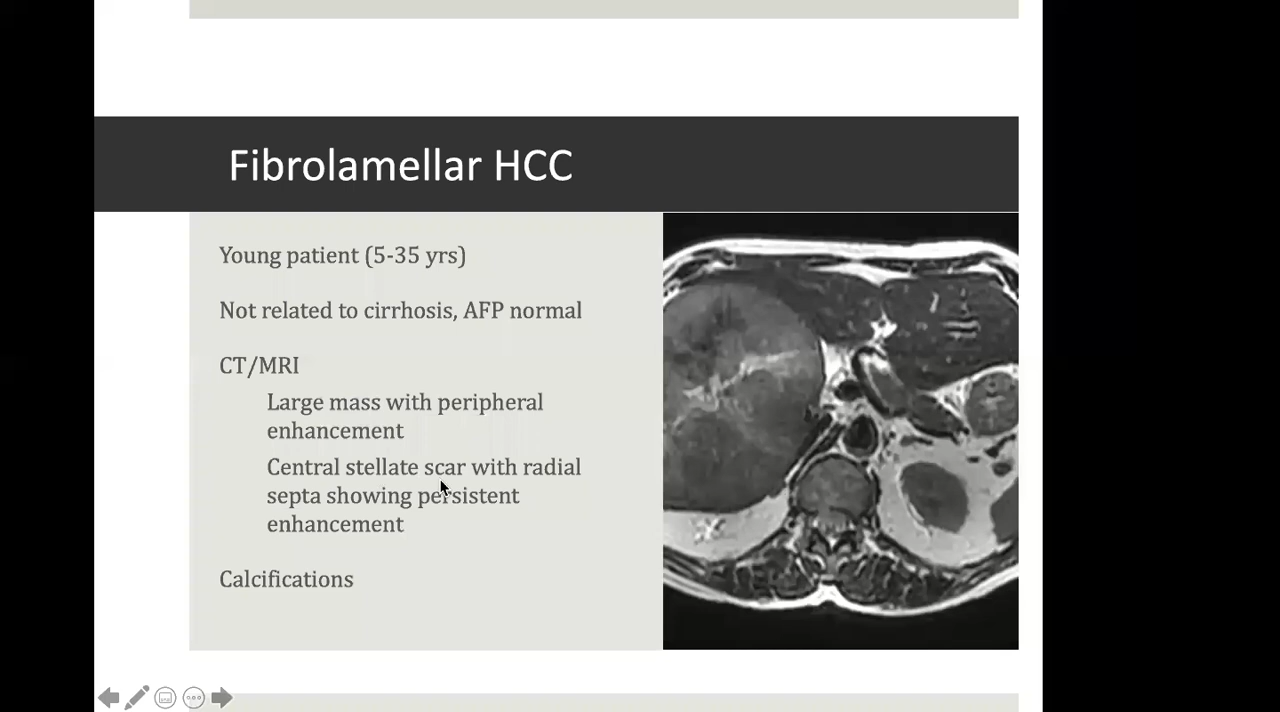 Fibrolamellar HCC
Young patient (5-35 yrs)
Not related to cirrhosis, AFP normal
CT/MRI
Large mass with peripheral
enhancement
Central stellate scar with radial
septa showing persistent
enhancement
Calcifications